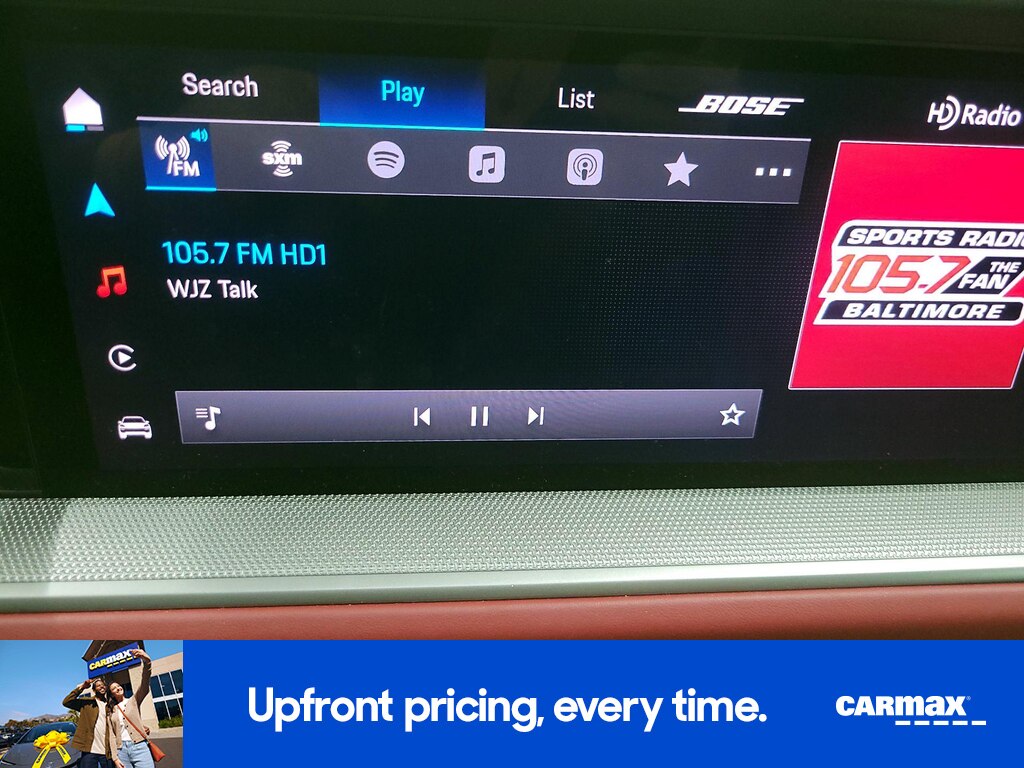 Search
Play
List
BOSE
HD Radio
FM
sxm
105.7 FM HD1
WJZ Talk
SPORTS RADI
105.7 THE FAN
BALTIMORE
CARMAX
Upfront pricing, every time.
CARMAX